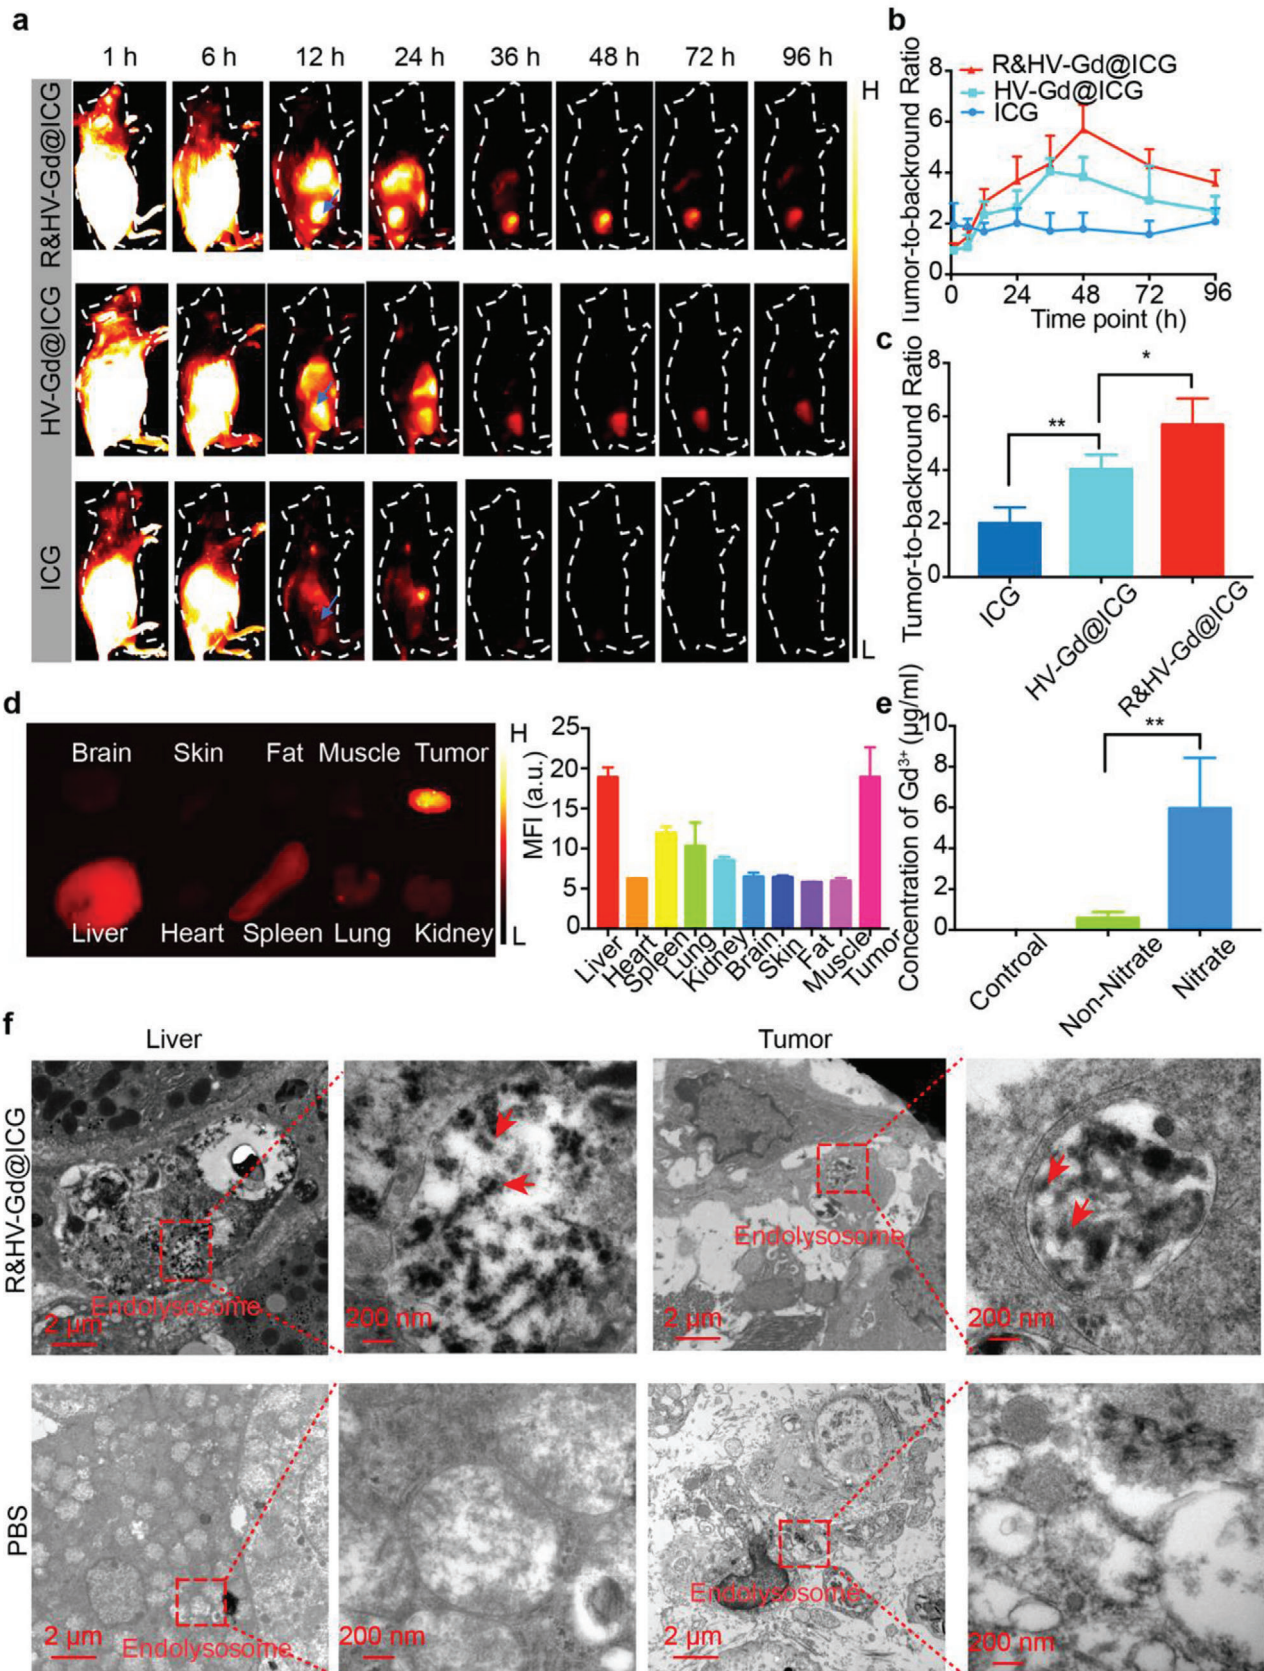 a
1 h 6 h 12 h 24 h 36 h 48 h 72 h 96 h
R&HV-Gd@ICG
HV-Gd@ICG
ICG
H
L
b
Tumor-to-background Ratio
8
6
4
2
0
R&HV-Gd@ICG
HV-Gd@ICG
ICG
0 24 48 72 96
Time point (h)
c
Tumor-to-background Ratio
8
6
4
2
0
**
*
ICG
HV-Gd@ICG
R&HV-Gd@ICG
d
Brain Skin Fat Muscle Tumor
Liver Heart Spleen Lung Kidney
H
L
MFI (a.u.)
25
20
15
10
5
0
Liver
Heart
Spleen
Lung
Kidney
Brain
Skin
Fat
Muscle
Tumor
e
Concentration of Gd³⁺ (μg/ml)
10
8
6
4
2
0
**
Controal
Non-Nitrate
Nitrate
f
Liver Tumor
R&HV-Gd@ICG
Endolysosome
2 μm
200 nm
Endolysosome
2 μm
200 nm
PBS
Endolysosome
2 μm
200 nm
Endolysosome
2 μm
200 nm